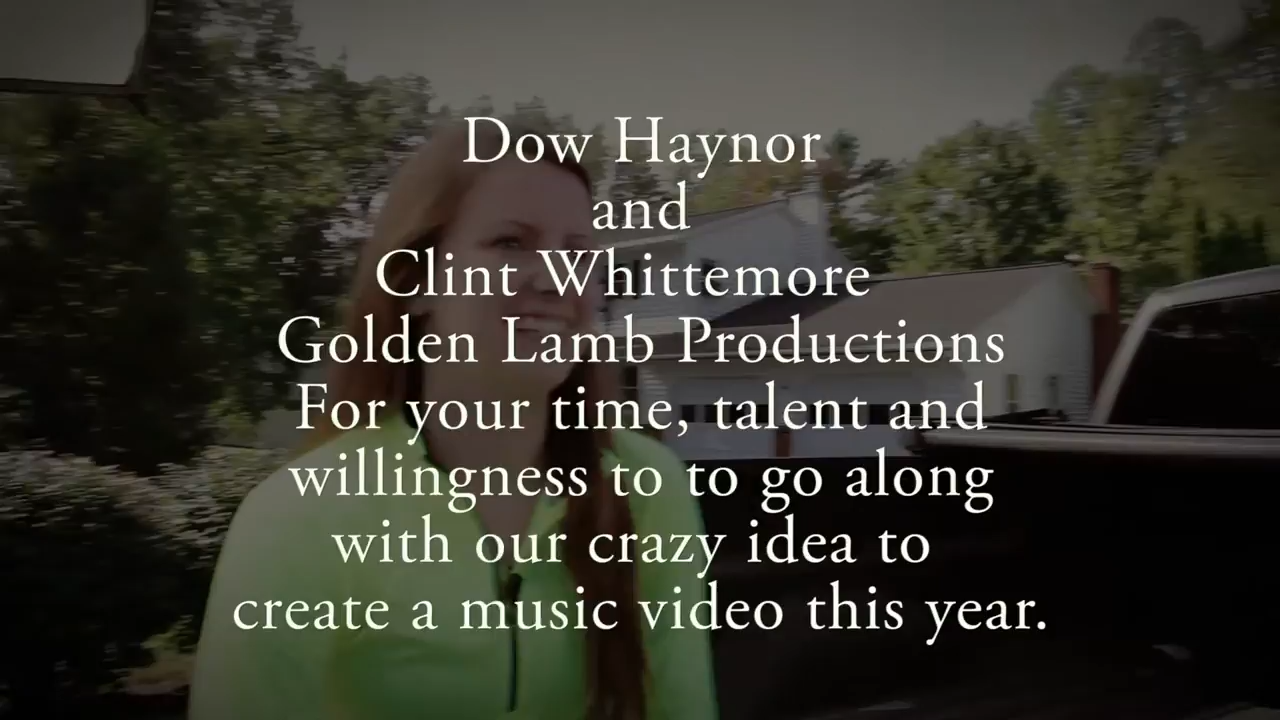 Dow Haynor
and
Clint Whittemore
Golden Lamb Productions
For your time, talent and
willingness to to go along
with our crazy idea to
create a music video this year.